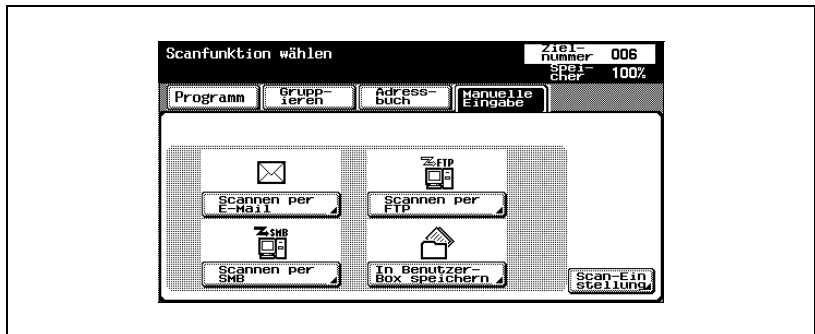 Scanfunktion wählen
Ziel-
nummer 006
Spei-
cher 100%
Programm
Grupp-
ieren
Adress-
buch
Manuelle
Eingabe
FTP
Scannen per
E-Mail
Scannen per
FTP
SMB
Scannen per
SMB
In Benutzer-
Box speichern
Scan-Ein
stellung